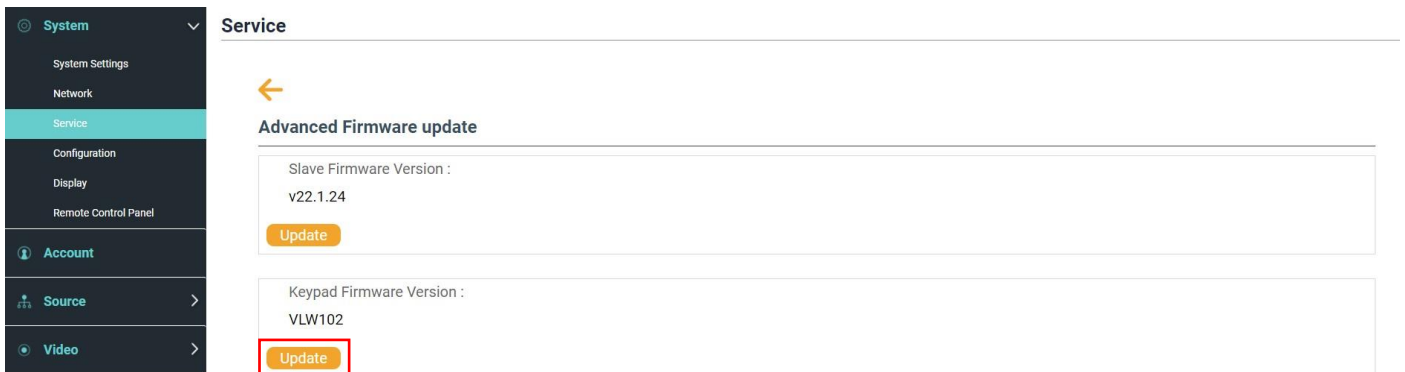 System
System Settings
Network
Service
Configuration
Display
Remote Control Panel
Account
Source
Video
Service
Advanced Firmware update
Slave Firmware Version :
v22.1.24
Update
Keypad Firmware Version :
VLW102
Update